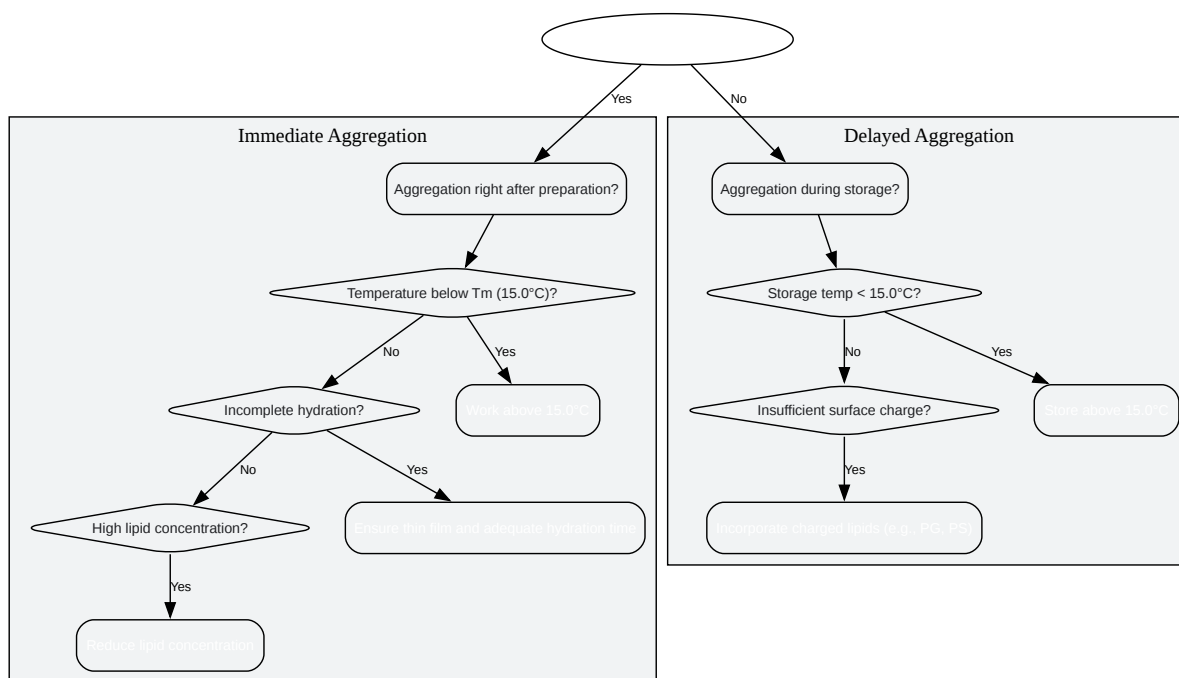 Yes
No
Immediate Aggregation
Delayed Aggregation
Aggregation right after preparation?
Aggregation during storage?
Temperature below Tm (15.0°C)?
Storage temp < 15.0°C?
No
Yes
No
Yes
Incomplete hydration?
Work above 15.0°C
Insufficient surface charge?
Store above 15.0°C
No
Yes
Yes
High lipid concentration?
Ensure thin film and adequate hydration time
Incorporate charged lipids (e.g., PG, PS)
Yes
Reduce lipid concentration